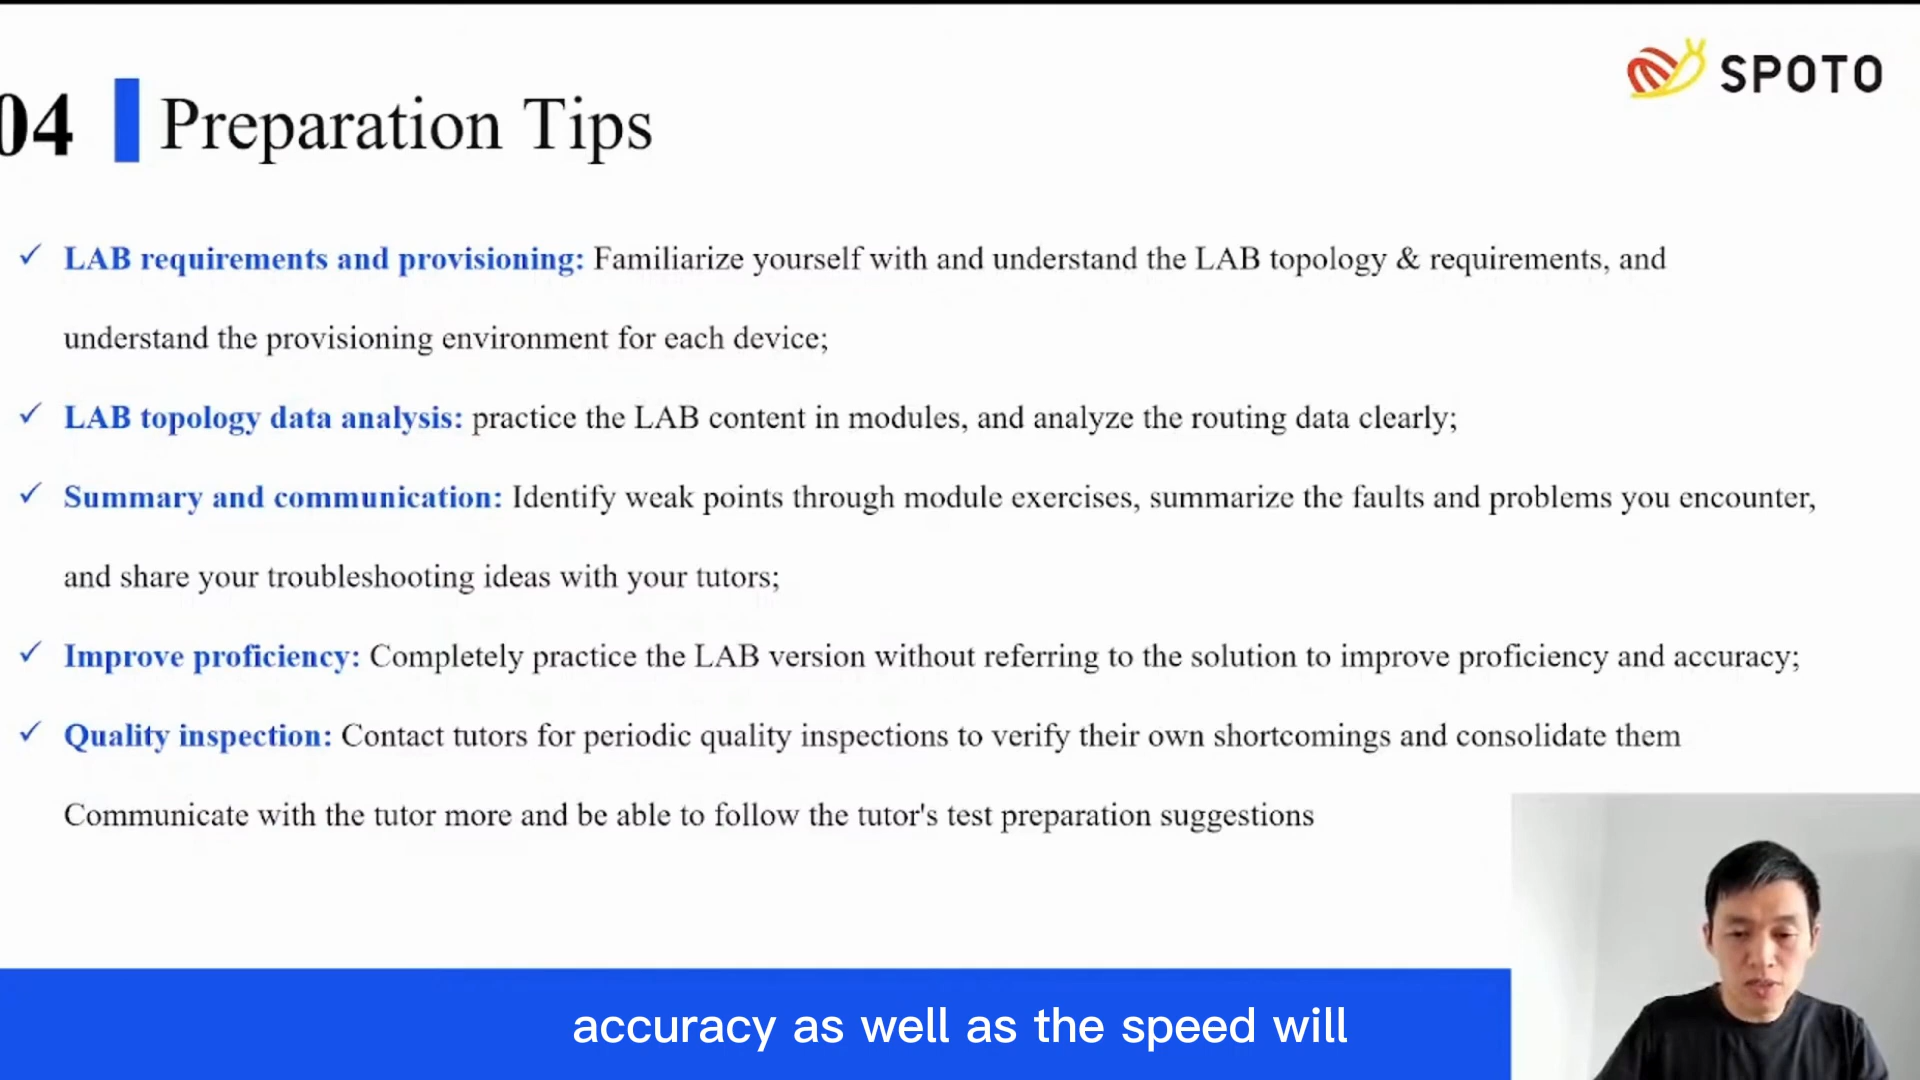 SPOTO
04 Preparation Tips
✓ LAB requirements and provisioning: Familiarize yourself with and understand the LAB topology & requirements, and
understand the provisioning environment for each device;
✓ LAB topology data analysis: practice the LAB content in modules, and analyze the routing data clearly;
✓ Summary and communication: Identify weak points through module exercises, summarize the faults and problems you encounter,
and share your troubleshooting ideas with your tutors;
✓ Improve proficiency: Completely practice the LAB version without referring to the solution to improve proficiency and accuracy;
✓ Quality inspection: Contact tutors for periodic quality inspections to verify their own shortcomings and consolidate them
Communicate with the tutor more and be able to follow the tutor's test preparation suggestions
accuracy as well as the speed will